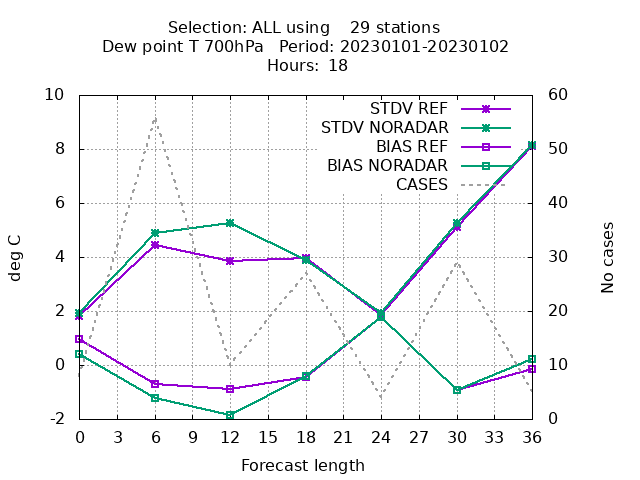 Selection: ALL using    29 stations
Dew point T 700hPa   Period: 20230101-20230102
Hours:  18
10
8
6
4
2
0
-2
deg C
60
50
40
30
20
10
0
No cases
STDV REF
STDV NORADAR
BIAS REF
BIAS NORADAR
CASES
0 3 6 9 12 15 18 21 24 27 30 33 36
Forecast length